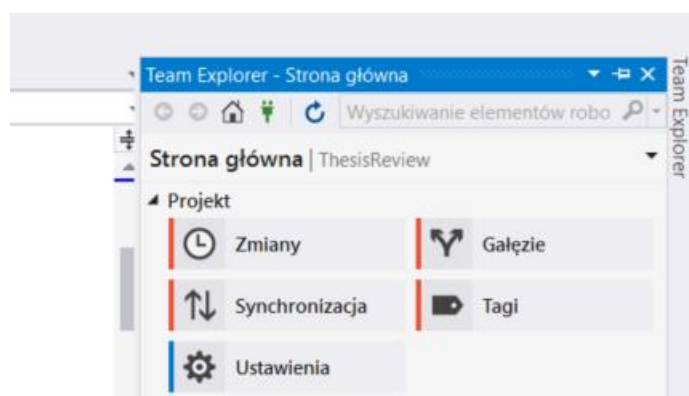 Team Explorer - Strona główna
Wyszukiwanie elementów robo
Strona główna | ThesisReview
Projekt
Zmiany
Gałęzie
Synchronizacja
Tagi
Ustawienia
Team Explorer